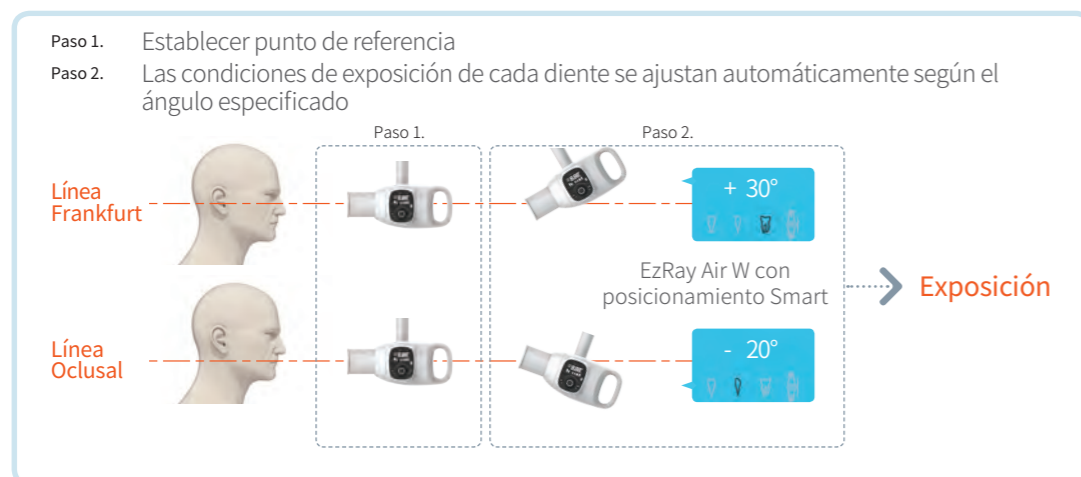 Paso 1. Establecer punto de referencia
Paso 2. Las condiciones de exposición de cada diente se ajustan automáticamente según el
ángulo especificado
Paso 1.
Paso 2.
Línea
Frankfurt
+ 30°
EzRay Air W con
posicionamiento Smart
Exposición
Línea
Oclusal
- 20°